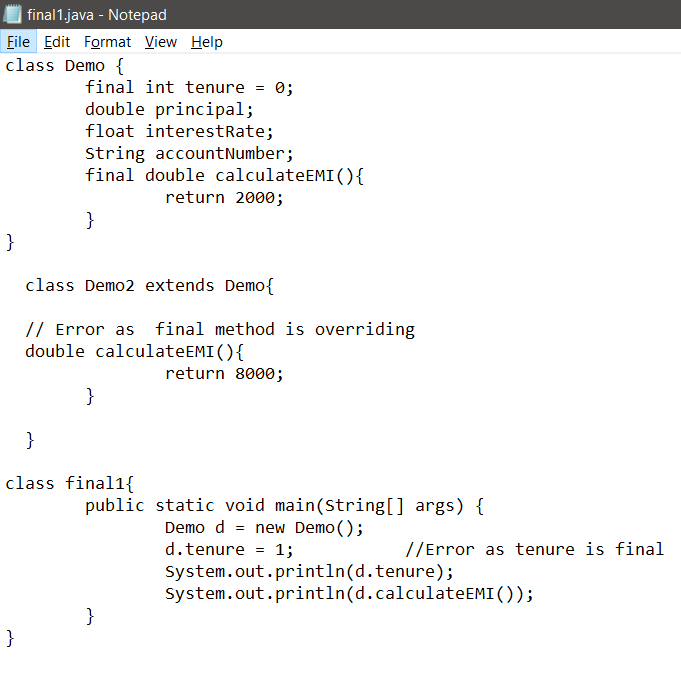 final1.java - Notepad
File Edit Format View Help
class Demo {
        final int tenure = 0;
        double principal;
        float interestRate;
        String accountNumber;
        final double calculateEMI(){
                return 2000;
        }
}
  class Demo2 extends Demo{
  // Error as  final method is overriding
  double calculateEMI(){
                return 8000;
        }
  }
class final1{
        public static void main(String[] args) {
                Demo d = new Demo();
                d.tenure = 1;           //Error as tenure is final
                System.out.println(d.tenure);
                System.out.println(d.calculateEMI());
        }
}